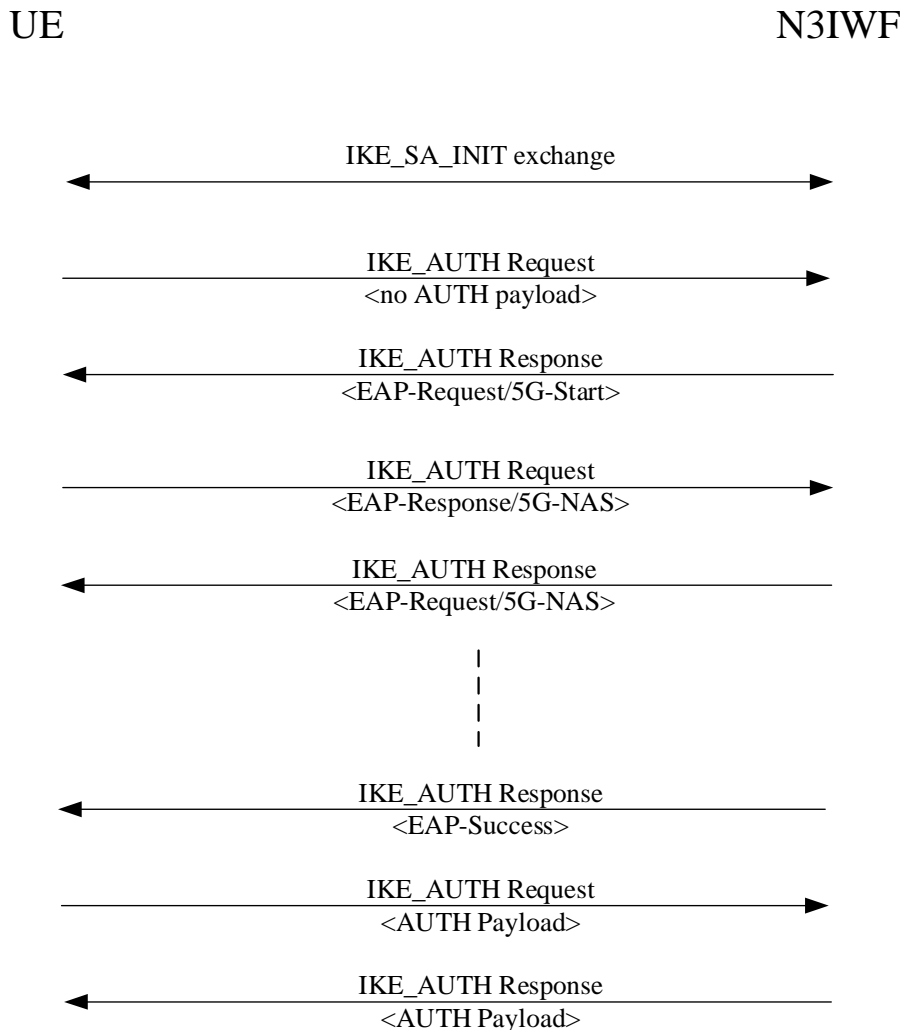 UE N3IWF
IKE_SA_INIT exchange
IKE_AUTH Request
<no AUTH payload>
IKE_AUTH Response
<EAP-Request/5G-Start>
IKE_AUTH Request
<EAP-Response/5G-NAS>
IKE_AUTH Response
<EAP-Request/5G-NAS>
IKE_AUTH Response
<EAP-Success>
IKE_AUTH Request
<AUTH Payload>
IKE_AUTH Response
<AUTH Payload>